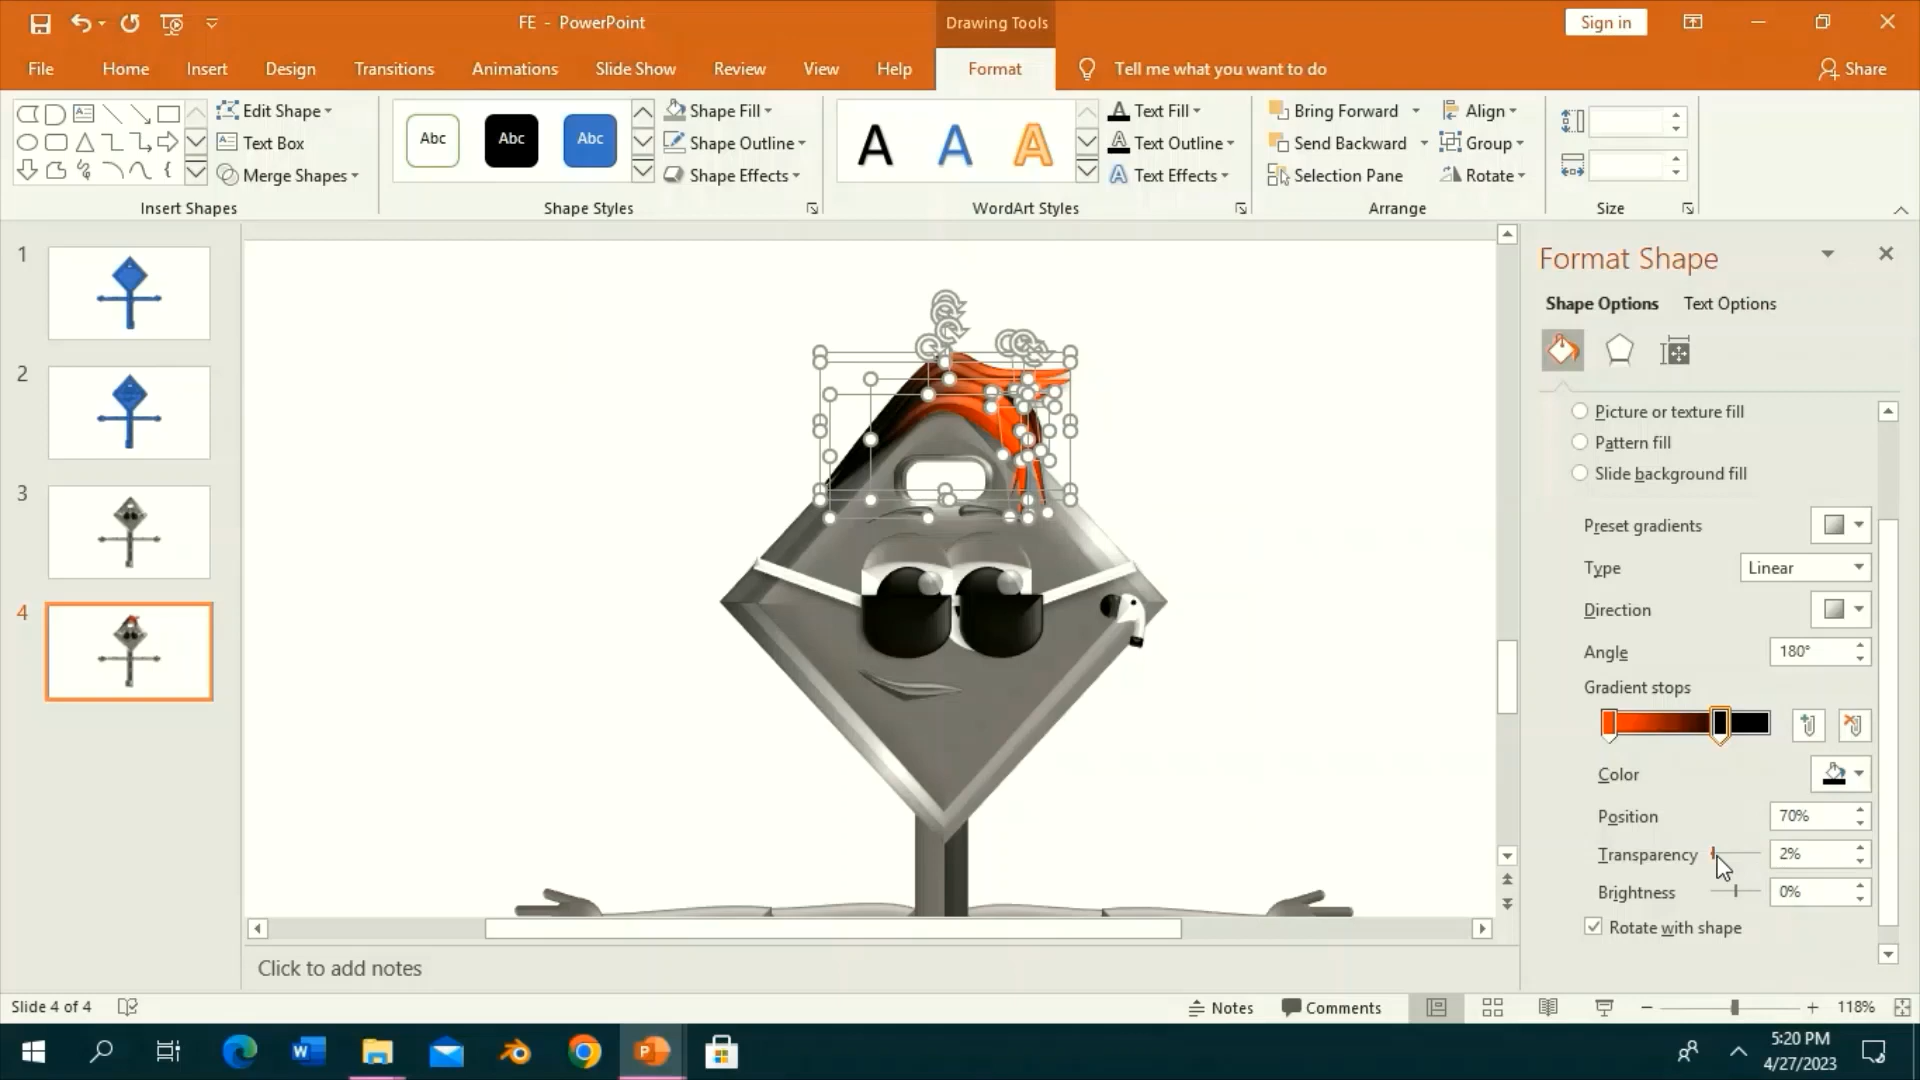 FE - PowerPoint
Drawing Tools
Sign in
File
Home
Insert
Design
Transitions
Animations
Slide Show
Review
View
Help
Format
Tell me what you want to do
Share
Edit Shape
Text Box
Merge Shapes
Insert Shapes
Abc
Abc
Abc
Shape Fill
Shape Outline
Shape Effects
Shape Styles
A
A
A
Text Fill
Text Outline
Text Effects
WordArt Styles
Bring Forward
Send Backward
Selection Pane
Align
Group
Rotate
Arrange
Size
1
2
3
4
Format Shape
Shape Options
Text Options
Picture or texture fill
Pattern fill
Slide background fill
Preset gradients
Type
Linear
Direction
Angle
180°
Gradient stops
Color
Position
70%
Transparency
2%
Brightness
0%
Rotate with shape
Click to add notes
Slide 4 of 4
Notes
Comments
118%
5:20 PM
4/27/2023